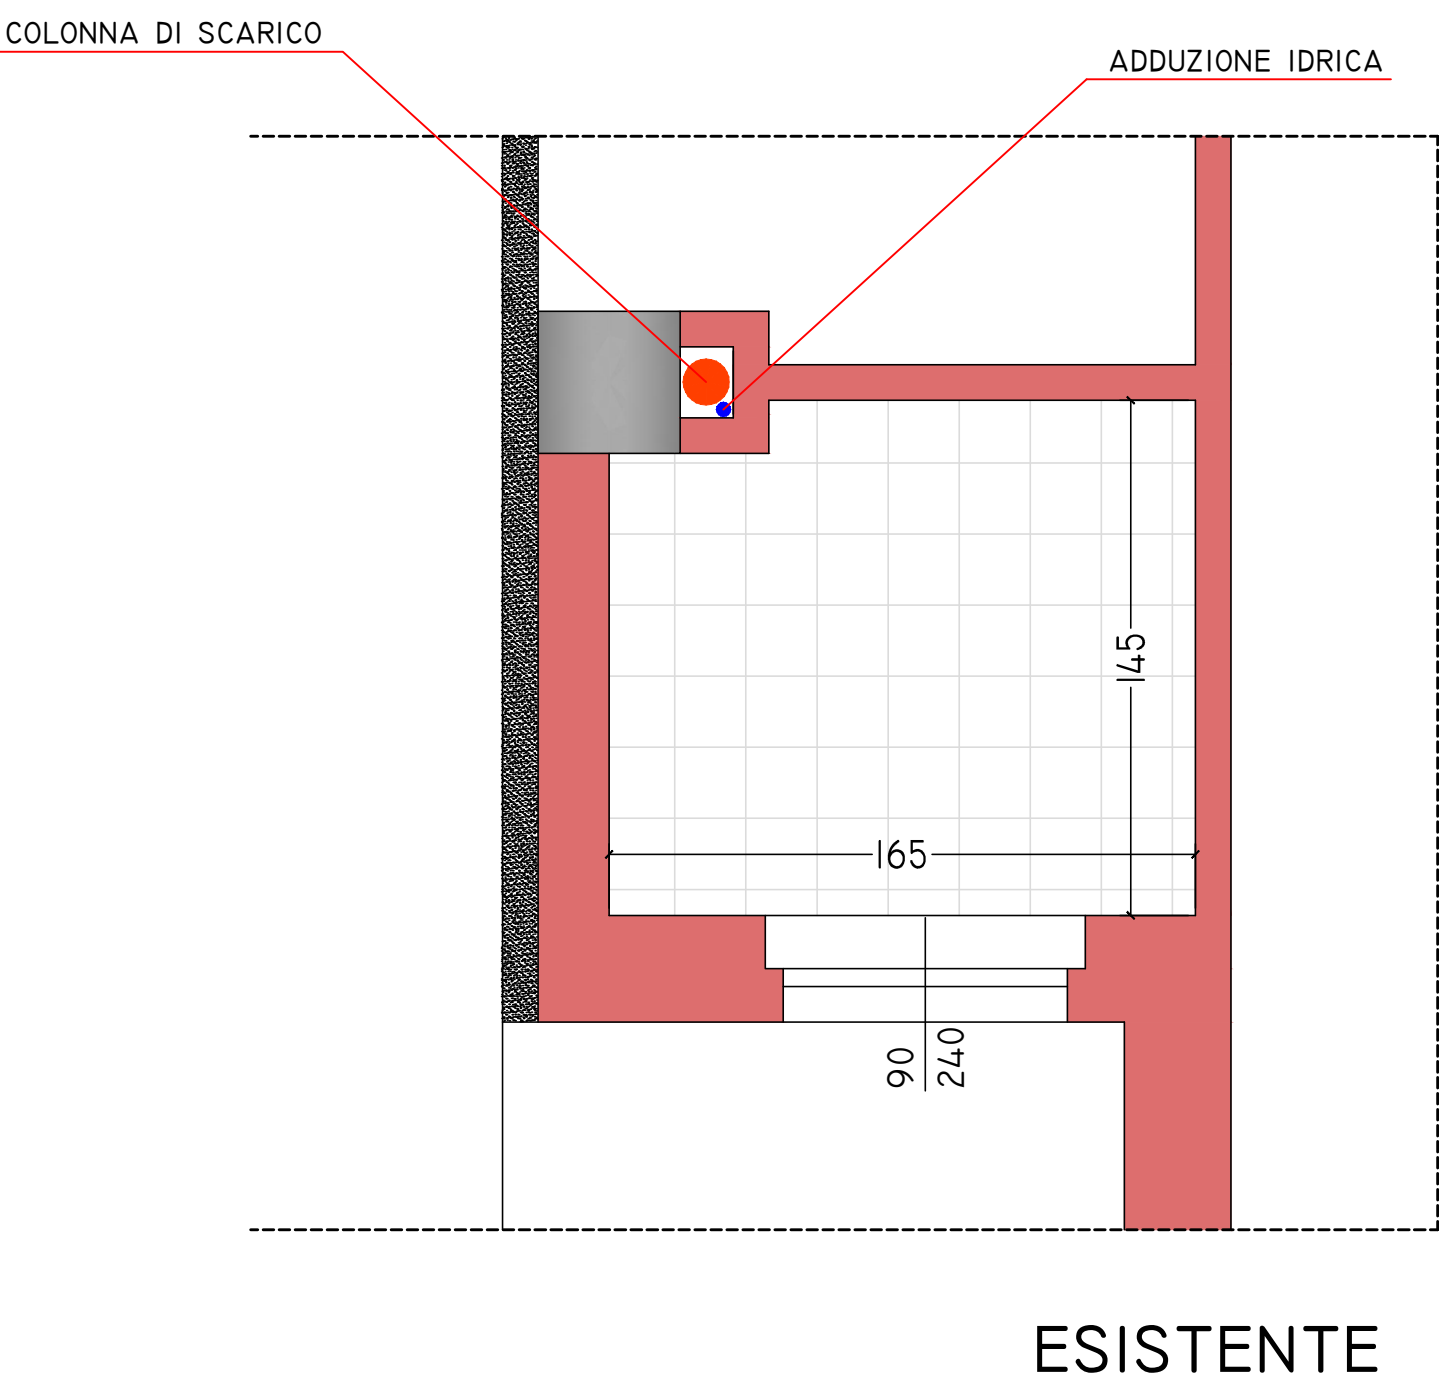 COLONNA DI SCARICO
ADDUZIONE IDRICA
145
165
90
240
ESISTENTE